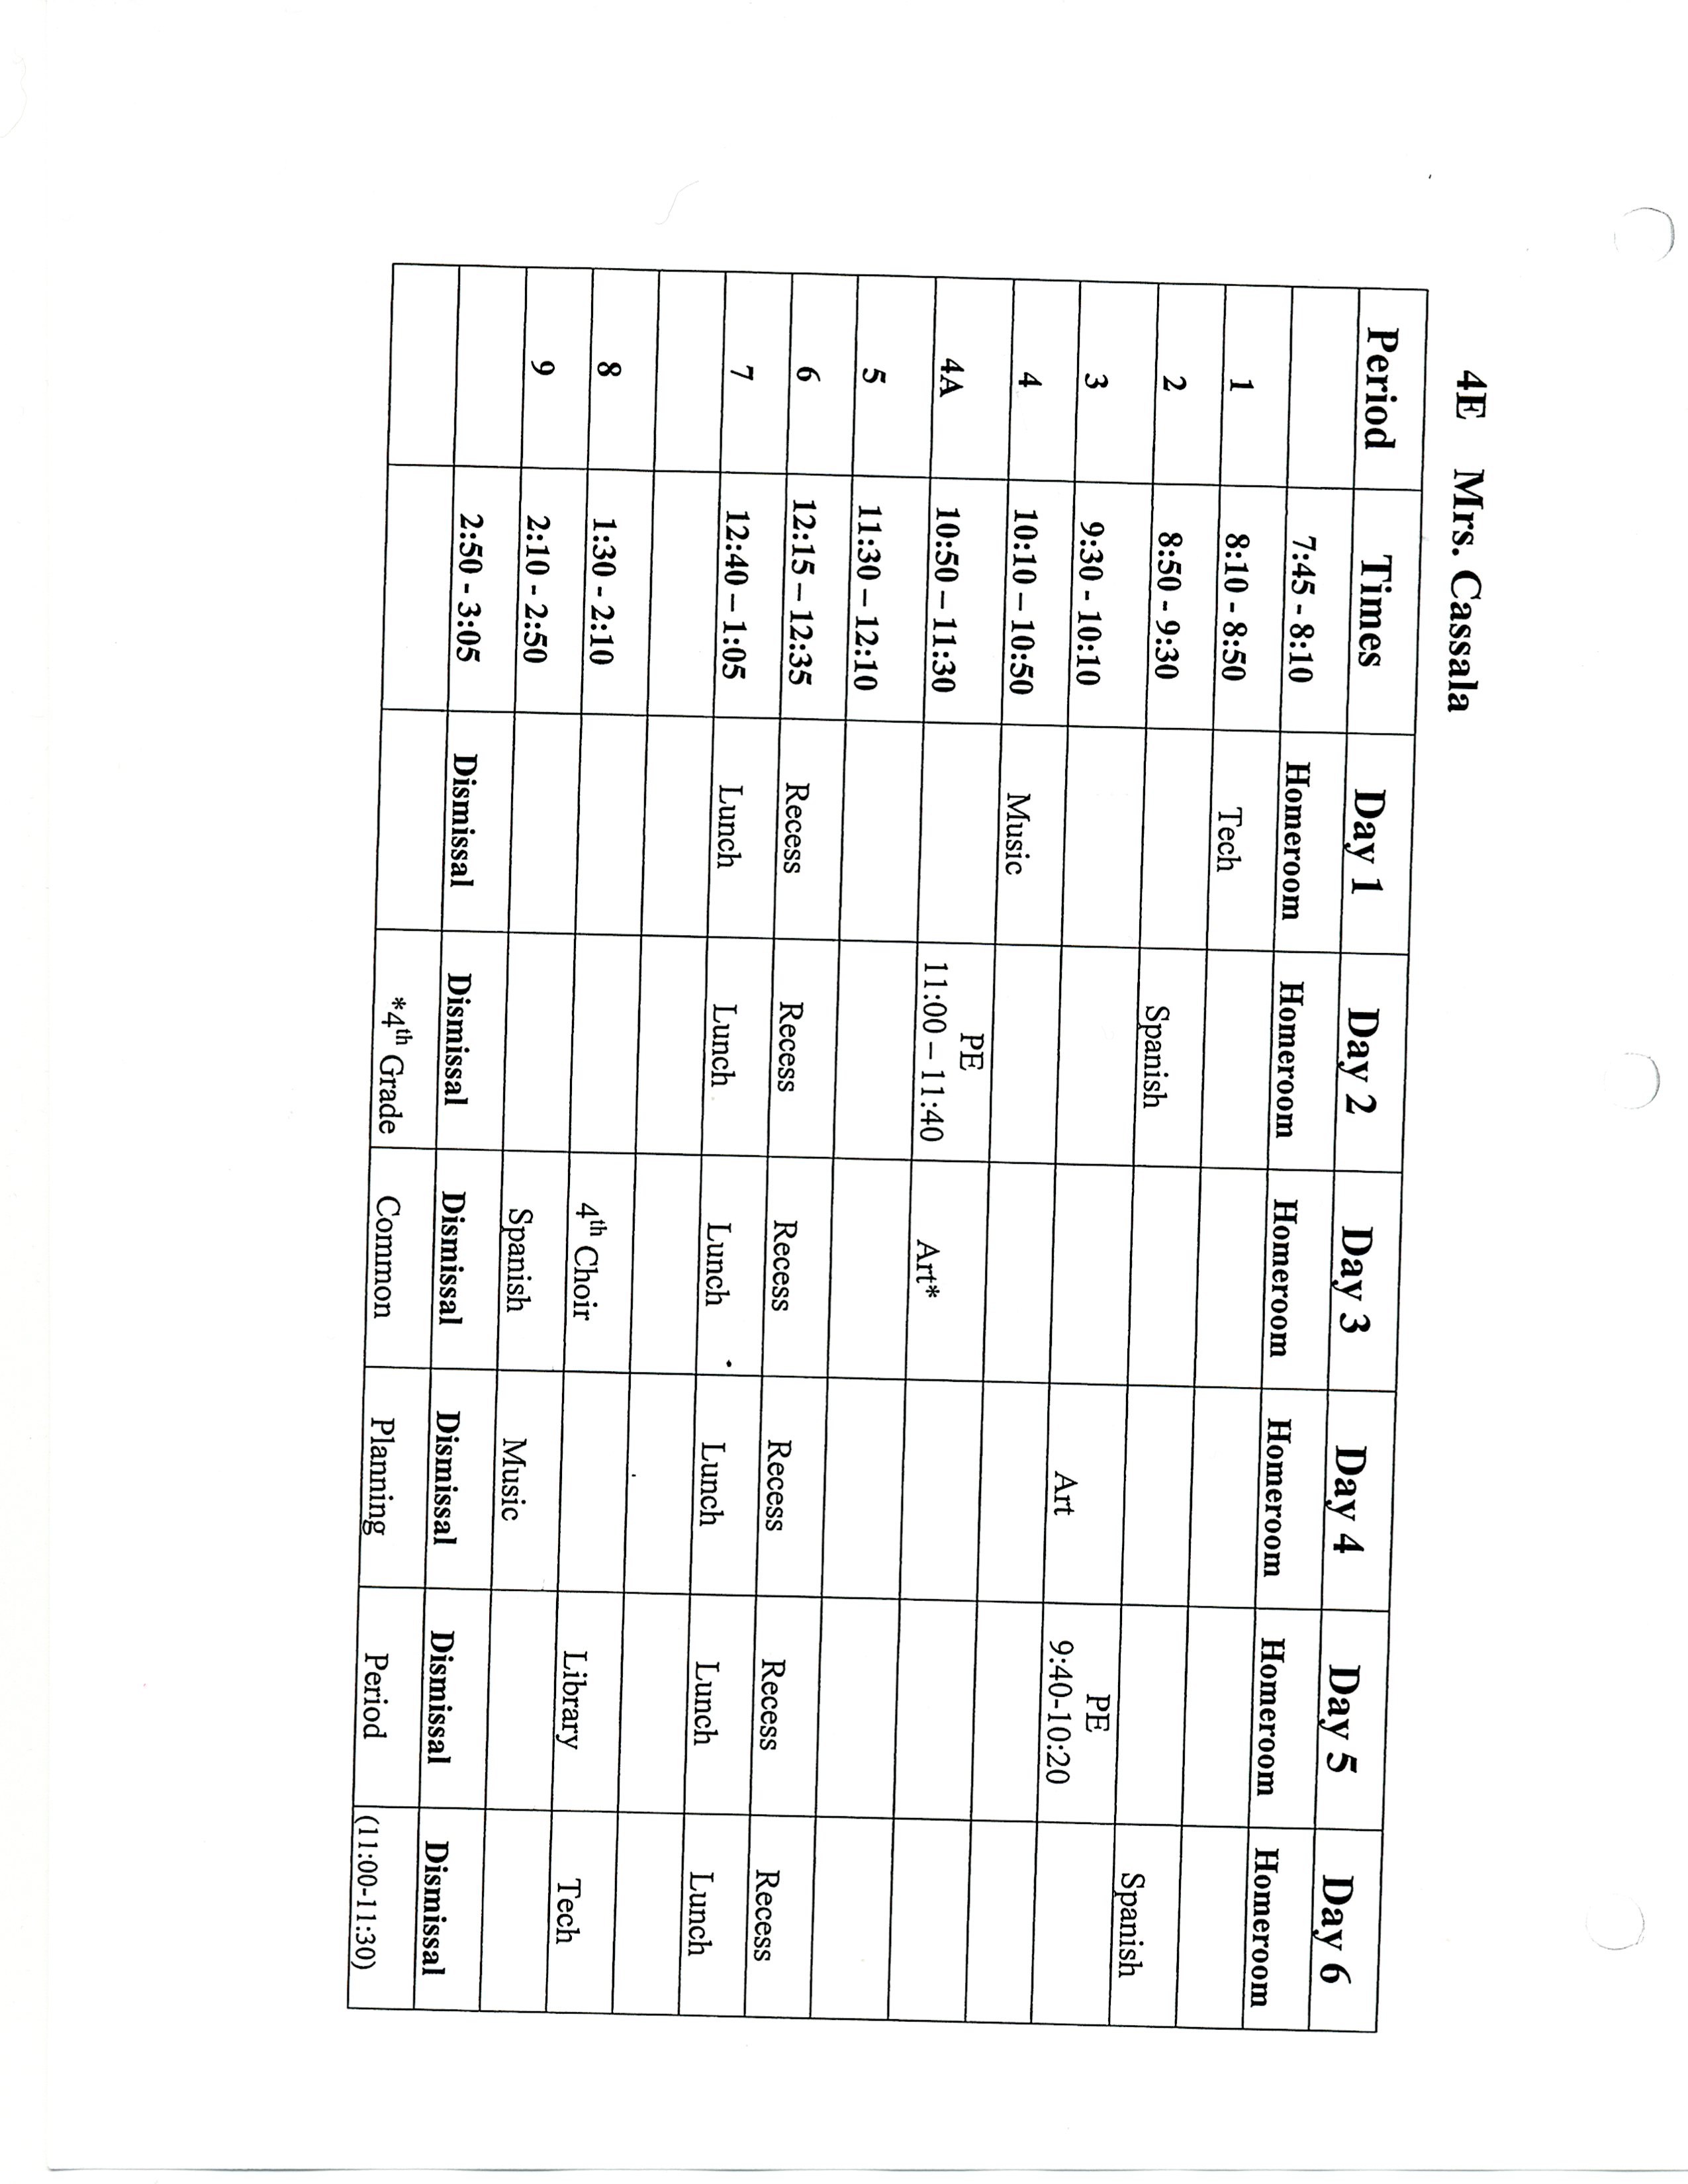 4E Mrs. Cassala
Period Times Day 1 Day 2 Day 3 Day 4 Day 5 Day 6
7:45 - 8:10 Homeroom Homeroom Homeroom Homeroom Homeroom Homeroom
1 8:10 - 8:50 Tech
2 8:50 - 9:30 Spanish Spanish
3 9:30 - 10:10 Art PE
9:40-10:20
4 10:10 – 10:50 Music
4A 10:50 – 11:30 PE
11:00 – 11:40 Art*
5 11:30 – 12:10
6 12:15 – 12:35 Recess Recess Recess Recess Recess Recess
7 12:40 – 1:05 Lunch Lunch Lunch Lunch Lunch Lunch
8 1:30 - 2:10 4th Choir Library Tech
9 2:10 - 2:50 Spanish Music
2:50 - 3:05 Dismissal Dismissal Dismissal Dismissal Dismissal Dismissal
*4th Grade Common Planning Period (11:00-11:30)